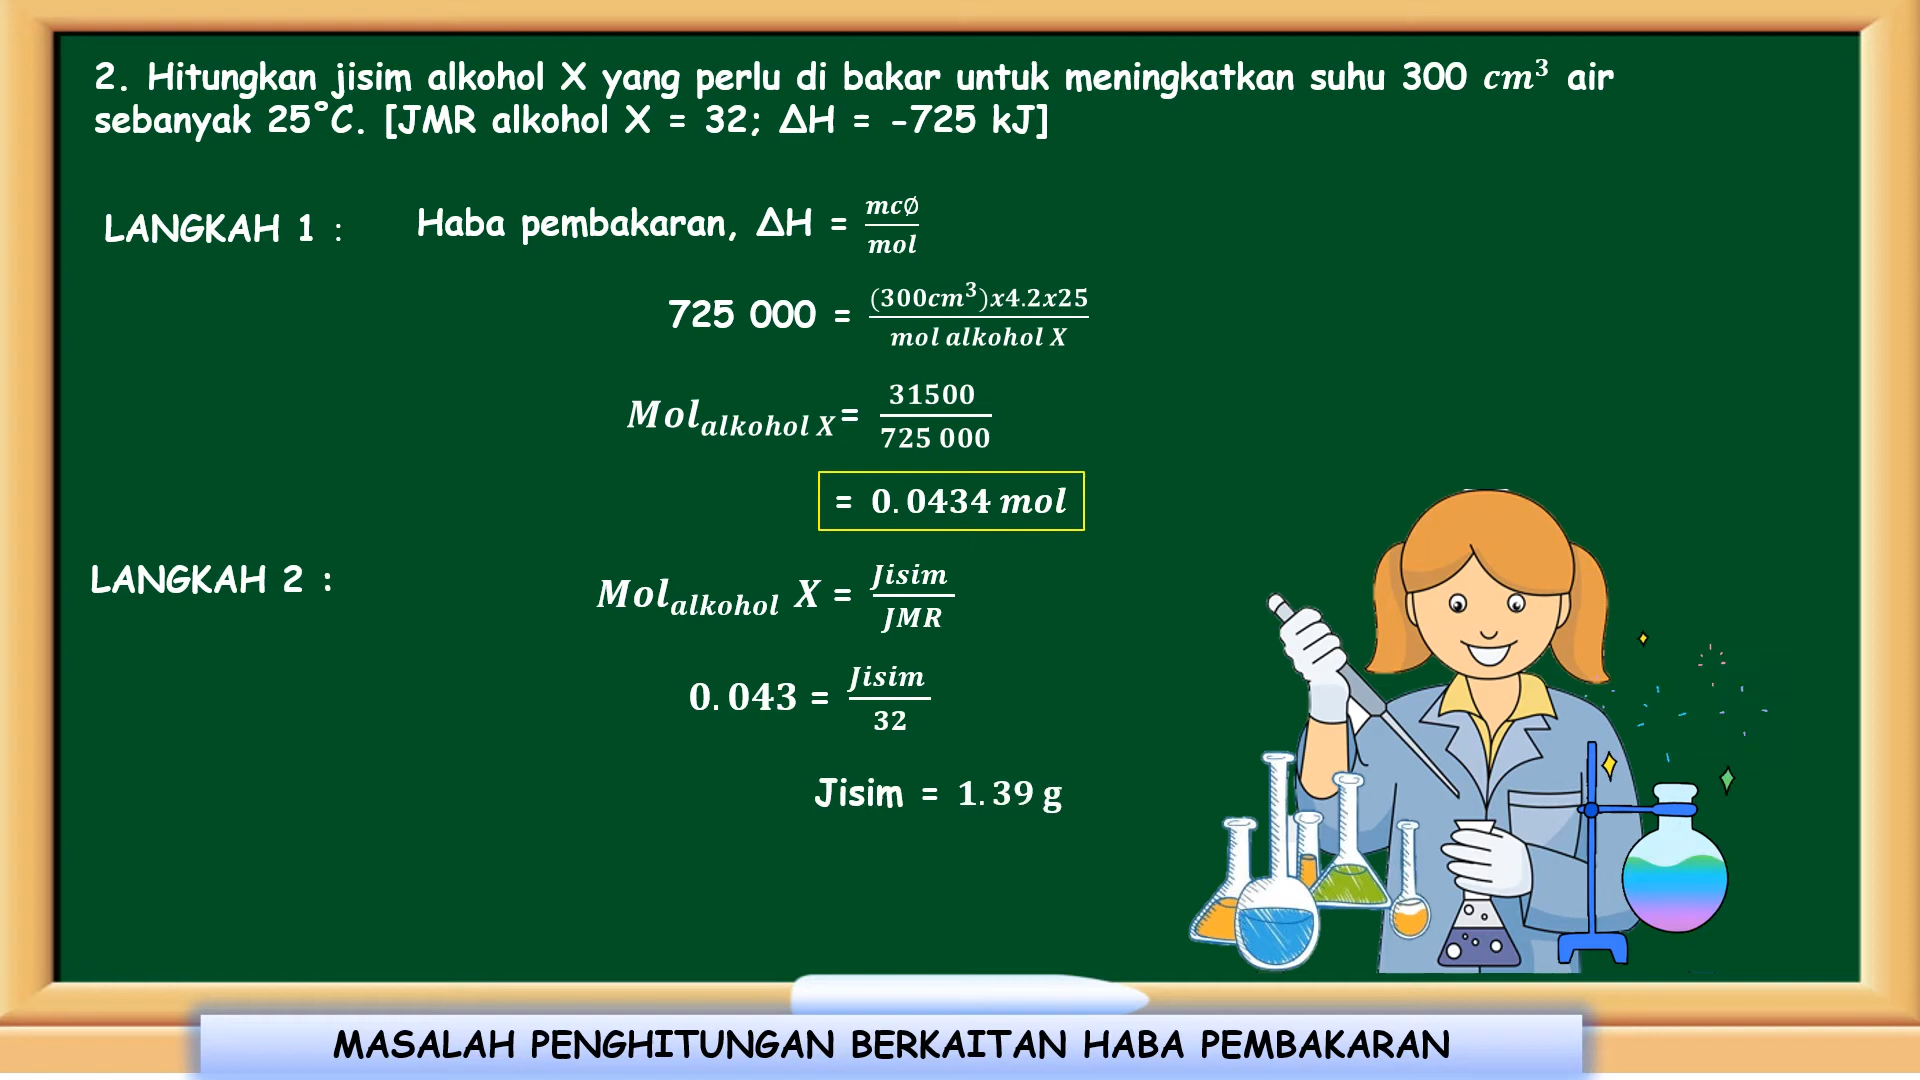 2. Hitungkan jisim alkohol X yang perlu di bakar untuk meningkatkan suhu 300 cm³ air
sebanyak 25˚C. [JMR alkohol X = 32; ∆H = -725 kJ]
LANGKAH 1 : Haba pembakaran, ∆H = mc∅/mol
725 000 = (300cm³)x4.2x25/mol alkohol X
Mol alkohol X = 31500/725 000
= 0.0434 mol
LANGKAH 2 : Mol alkohol X = Jisim/JMR
0.043 = Jisim/32
Jisim = 1.39 g
MASALAH PENGHITUNGAN BERKAITAN HABA PEMBAKARAN